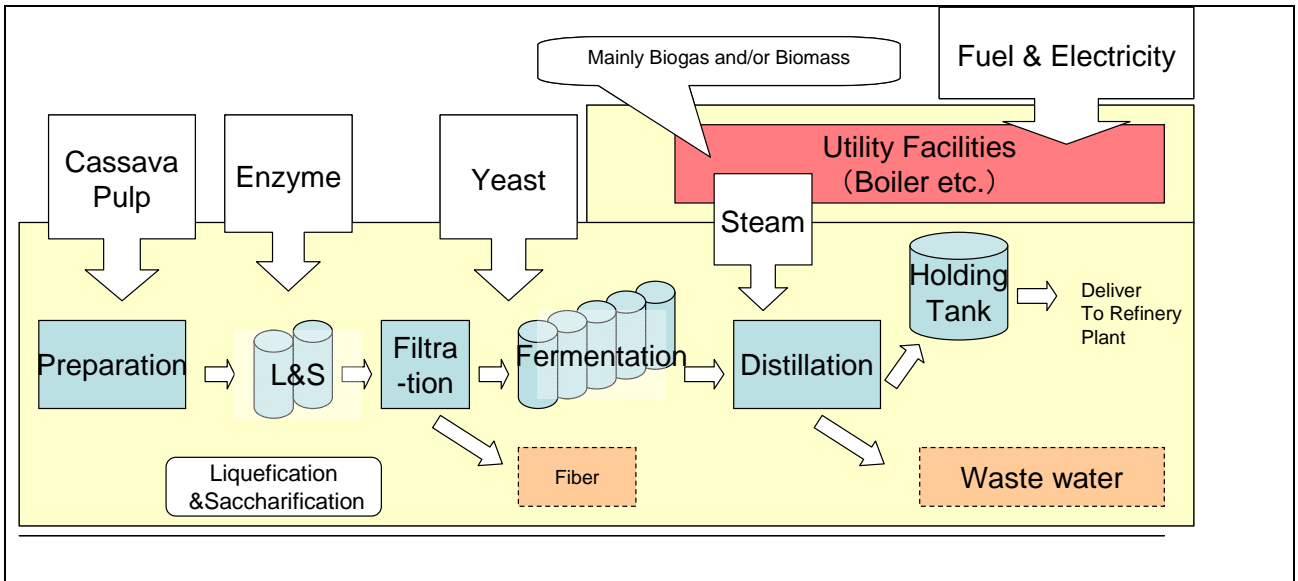 Mainly Biogas and/or Biomass
Fuel & Electricity
Cassava
Pulp
Enzyme
Yeast
Utility Facilities
（Boiler etc.）
Steam
Holding
Tank
Deliver
To Refinery
Plant
Preparation
L&S
Filtra
-tion
Fermentation
Distillation
Liquefication
&Saccharification
Fiber
Waste water